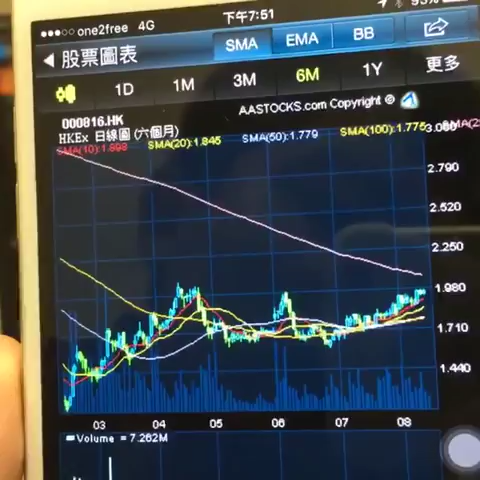 one2free 4G 下午7:51 93%
股票圖表 SMA EMA BB
1D 1M 3M 6M 1Y 更多
AASTOCKS.com Copyright ©
000816.HK
HKEx 日線圖 (六個月)
SMA(10):1.899 SMA(20):1.845 SMA(50):1.779 SMA(100):1.775
3.060
2.790
2.520
2.250
1.980
1.710
1.440
03 04 05 06 07 08
Volume = 7.262M